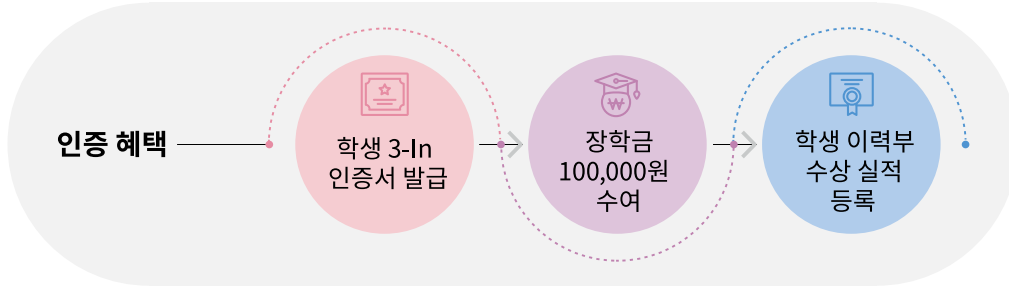 인증 혜택
학생 3-In
인증서 발급
장학금
100,000원
수여
학생 이력부
수상 실적
등록